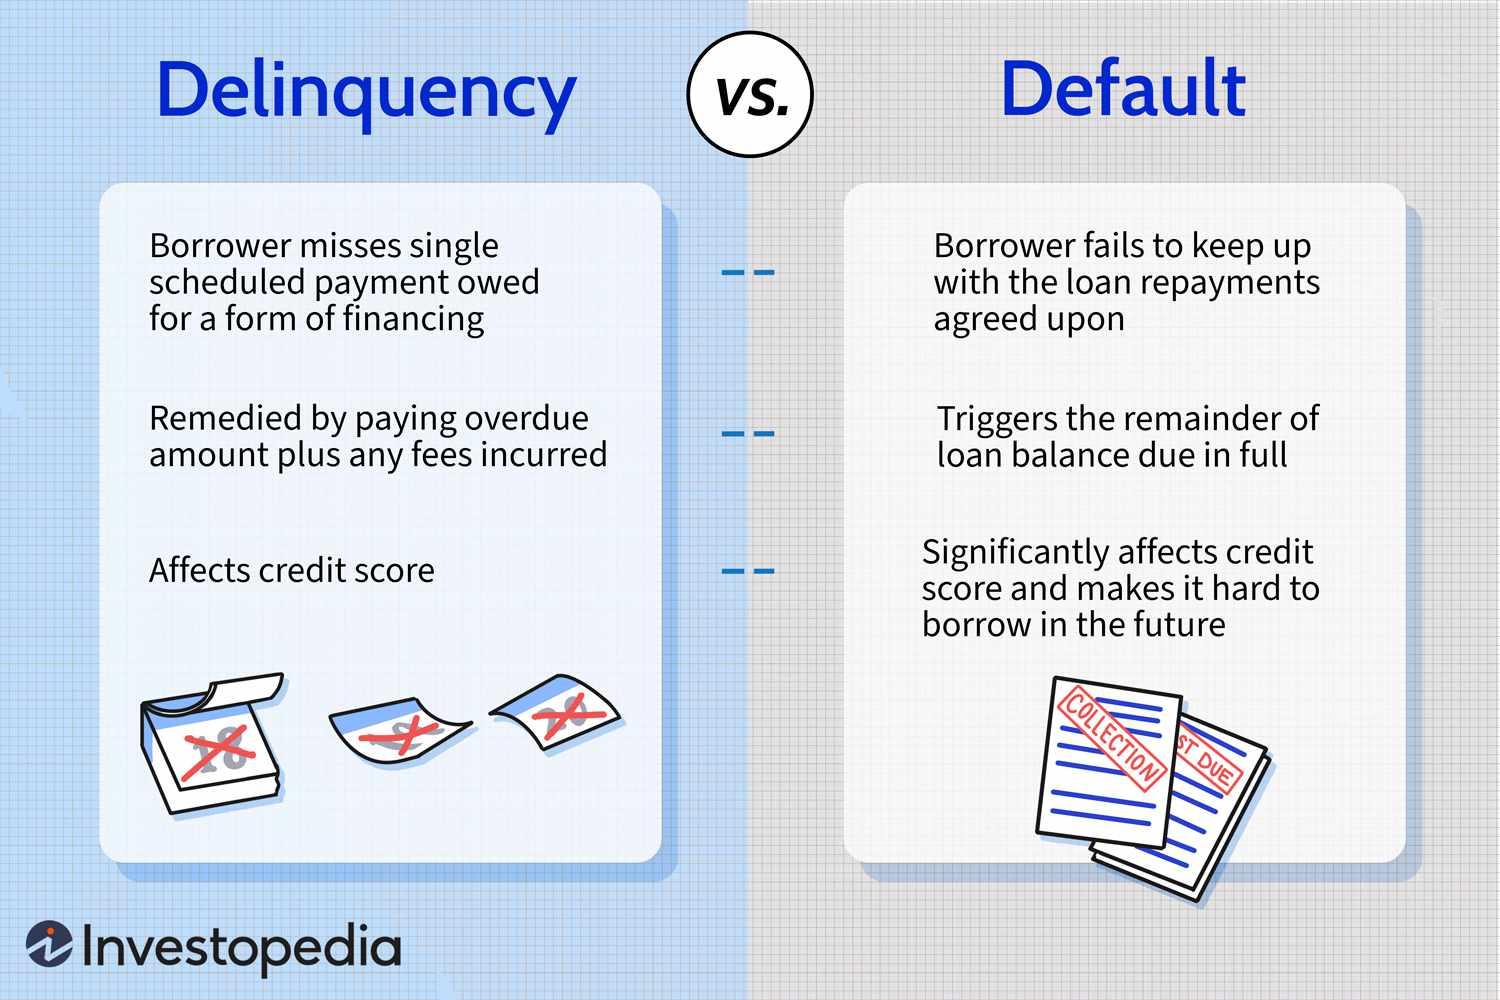 Delinquency
vs.
Default
Borrower misses single
scheduled payment owed
for a form of financing
Borrower fails to keep up
with the loan repayments
agreed upon
Remedied by paying overdue
amount plus any fees incurred
Triggers the remainder of
loan balance due in full
Affects credit score
Significantly affects credit
score and makes it hard to
borrow in the future
18
20
COLLECTION
ST DUE
Investopedia